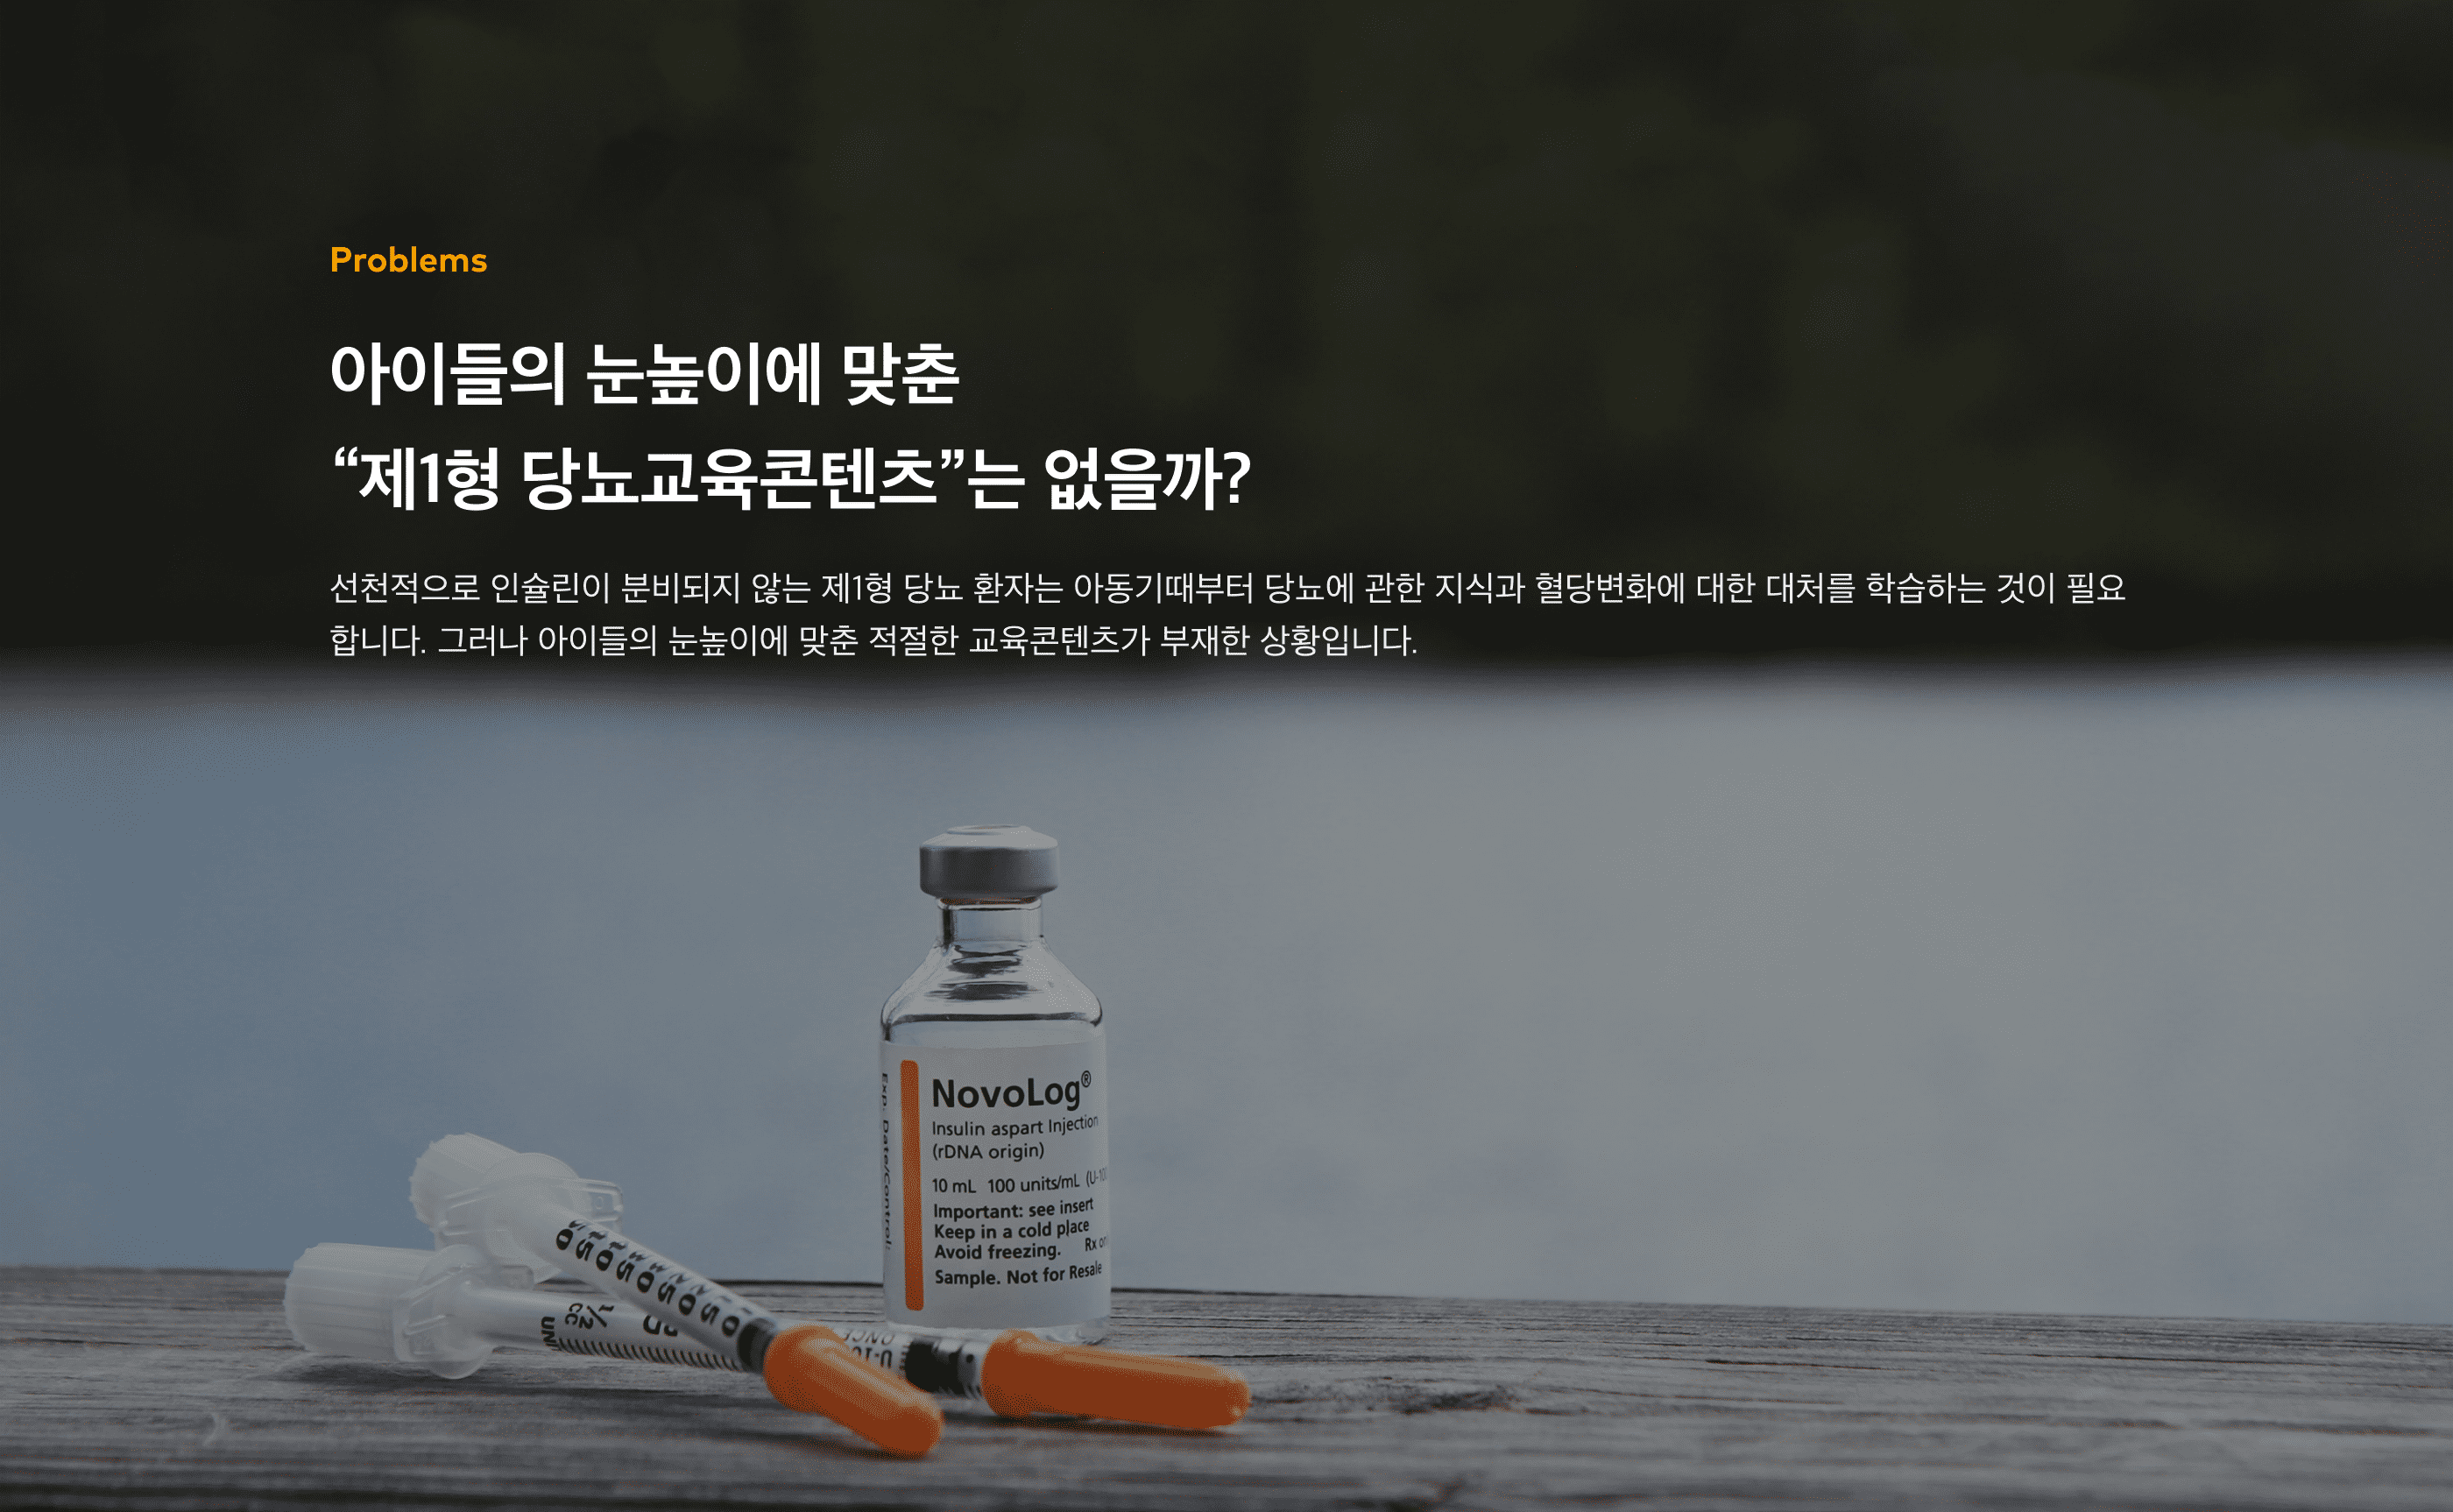 Problems
아이들의 눈높이에 맞춘
“제1형 당뇨교육콘텐츠”는 없을까?
선천적으로 인슐린이 분비되지 않는 제1형 당뇨 환자는 아동기때부터 당뇨에 관한 지식과 혈당변화에 대한 대처를 학습하는 것이 필요
합니다. 그러나 아이들의 눈높이에 맞춘 적절한 교육콘텐츠가 부재한 상황입니다.
NovoLog®
Insulin aspart Injection
(rDNA origin)
10 mL 100 units/mL
Important: see insert
Keep in a cold place
Avoid freezing. Rx
Sample. Not for Resale
Exp. Date/Control:
1/2
CC